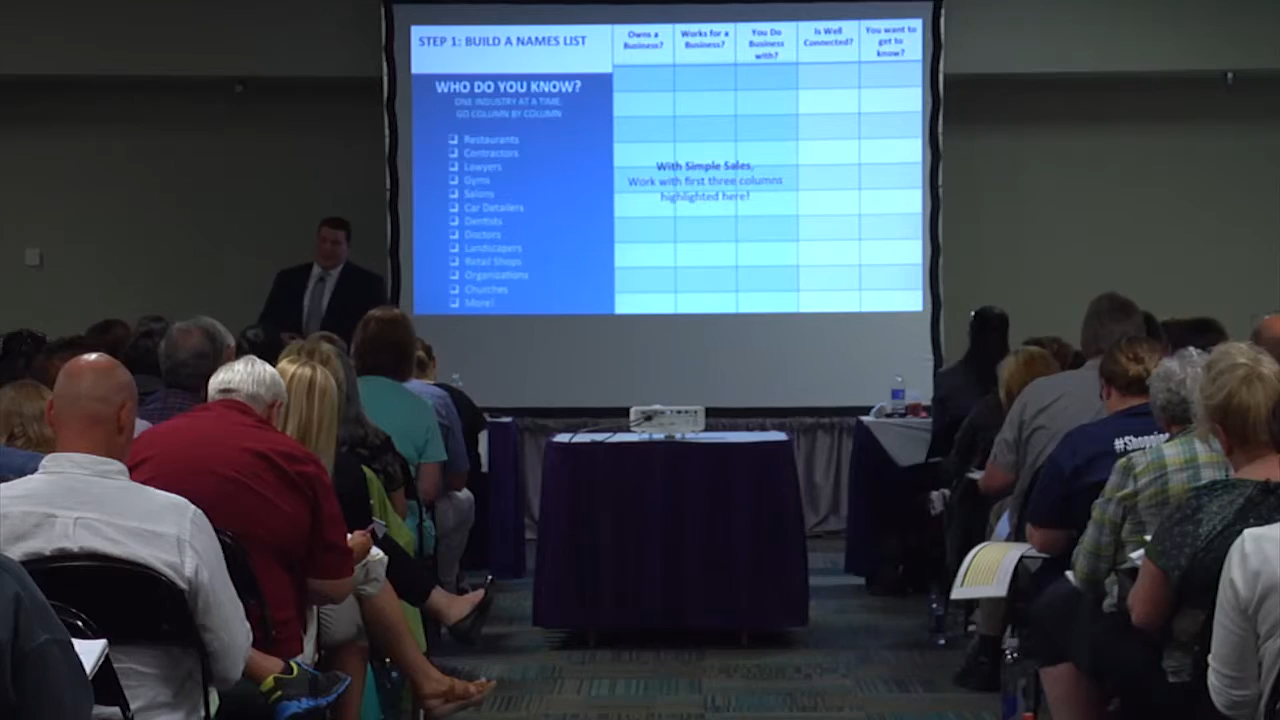 STEP 1: BUILD A NAMES LIST
Owns a
Business?
Works for a
Business?
You Do
Business
with?
Is Well
Connected?
You want to
get to
know?
WHO DO YOU KNOW?
ONE INDUSTRY AT A TIME,
GO COLUMN BY COLUMN
Restaurants
Contractors
Lawyers
Gyms
Salons
Car Detailers
Dentists
Doctors
Landscapers
Retail Shops
Organizations
Churches
More!
With Simple Sales,
Work with first three columns
highlighted here!